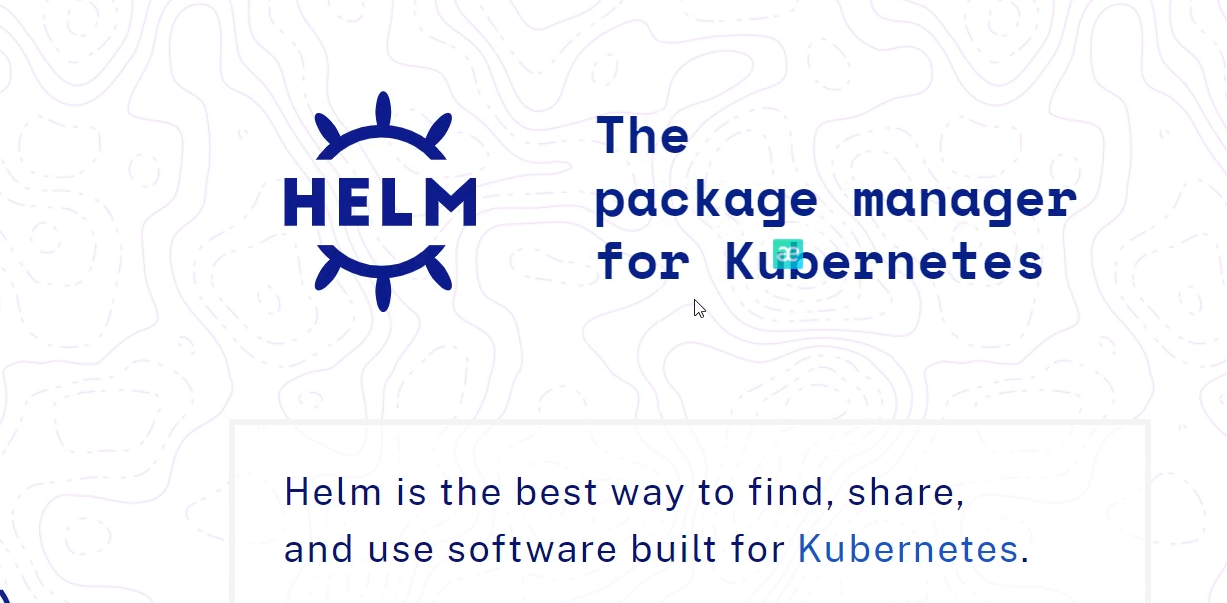 HELM
The
package manager
for Kubernetes
æ
Helm is the best way to find, share,
and use software built for Kubernetes.